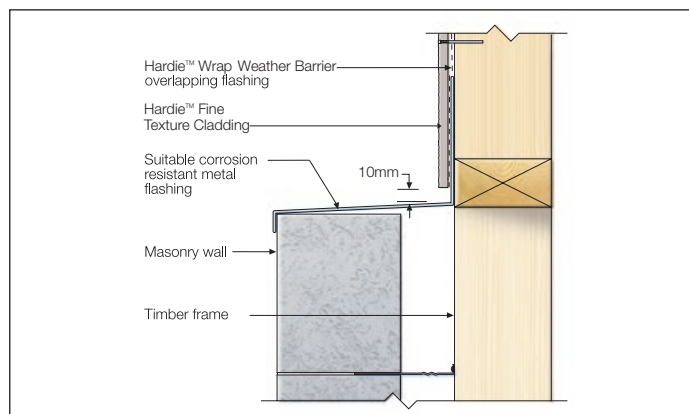 Hardie™ Wrap Weather Barrier
overlapping flashing
Hardie™ Fine
Texture Cladding
Suitable corrosion
resistant metal
flashing
10mm
Masonry wall
Timber frame